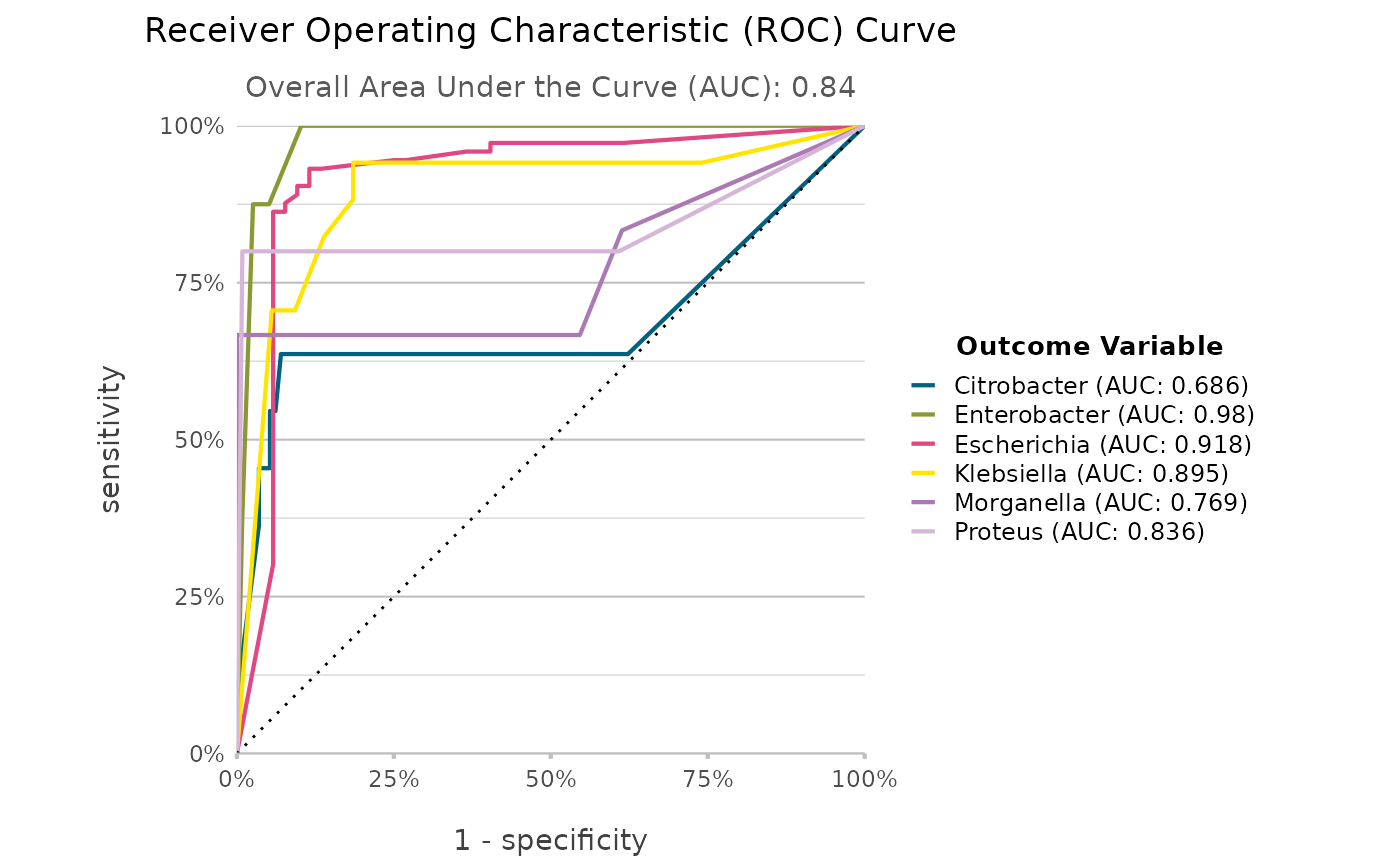 Receiver Operating Characteristic (ROC) Curve
Overall Area Under the Curve (AUC): 0.84
100%
75%
50%
25%
0%
sensitivity
0% 25% 50% 75% 100%
1 - specificity
Outcome Variable
Citrobacter (AUC: 0.686)
Enterobacter (AUC: 0.98)
Escherichia (AUC: 0.918)
Klebsiella (AUC: 0.895)
Morganella (AUC: 0.769)
Proteus (AUC: 0.836)